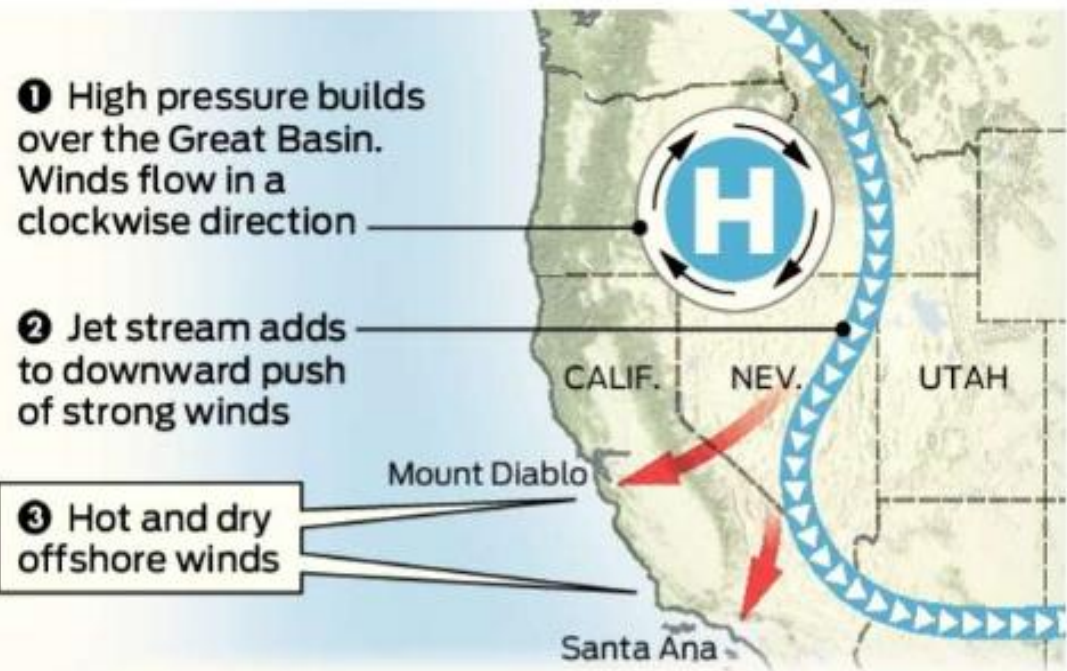 ❶ High pressure builds
over the Great Basin.
Winds flow in a
clockwise direction
H
❷ Jet stream adds
to downward push
of strong winds
CALIF.
NEV.
UTAH
Mount Diablo
❸ Hot and dry
offshore winds
Santa Ana